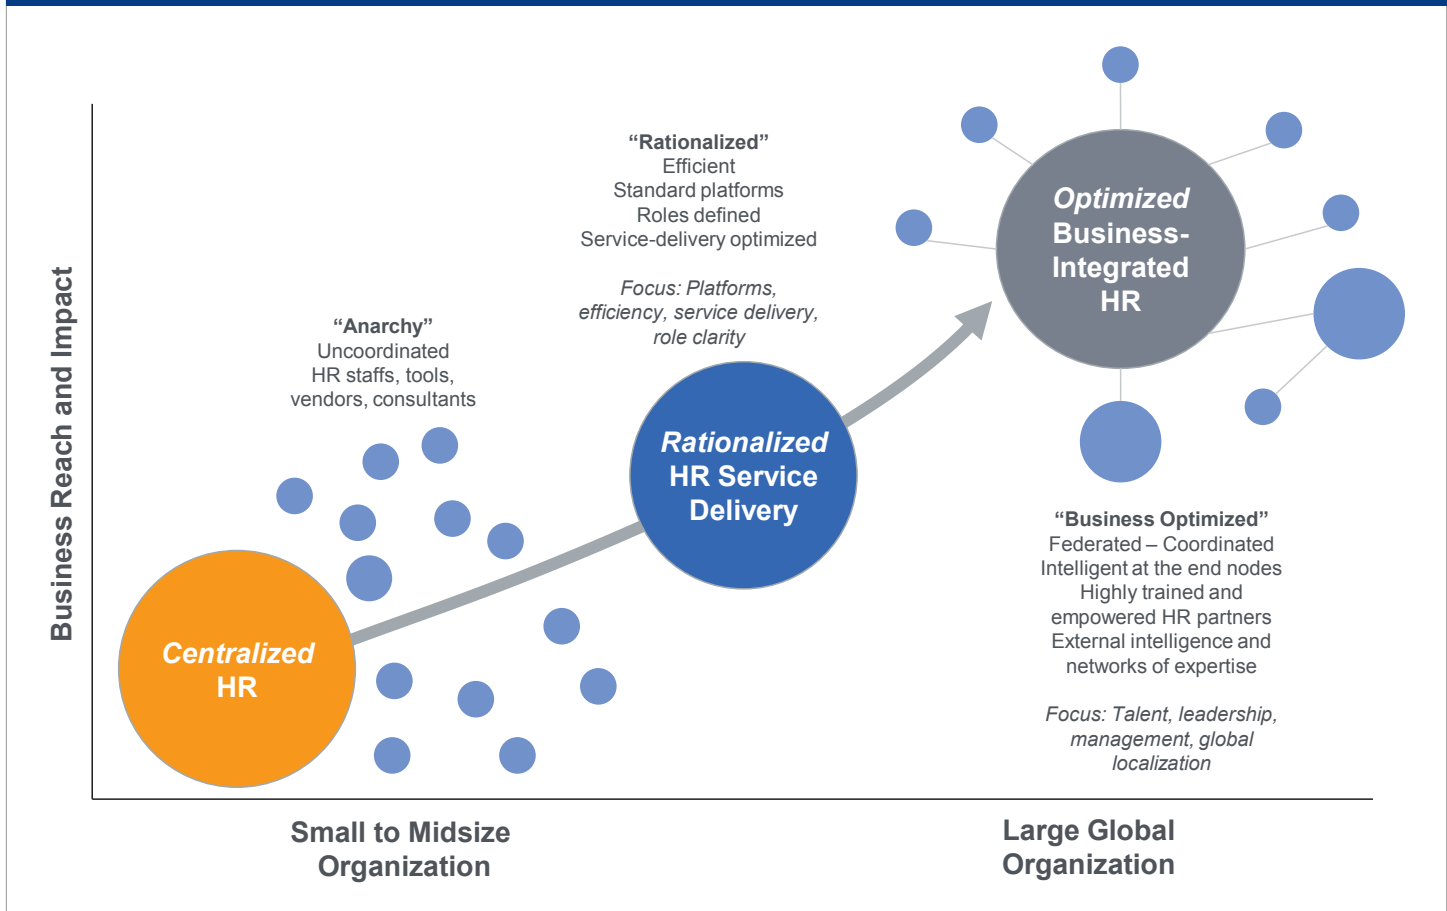 Business Reach and Impact
“Anarchy”
Uncoordinated
HR staffs, tools,
vendors, consultants
Centralized
HR
“Rationalized”
Efficient
Standard platforms
Roles defined
Service-delivery optimized
Focus: Platforms,
efficiency, service delivery,
role clarity
Rationalized
HR Service
Delivery
Optimized
Business-
Integrated
HR
“Business Optimized”
Federated – Coordinated
Intelligent at the end nodes
Highly trained and
empowered HR partners
External intelligence and
networks of expertise
Focus: Talent, leadership,
management, global
localization
Small to Midsize
Organization
Large Global
Organization